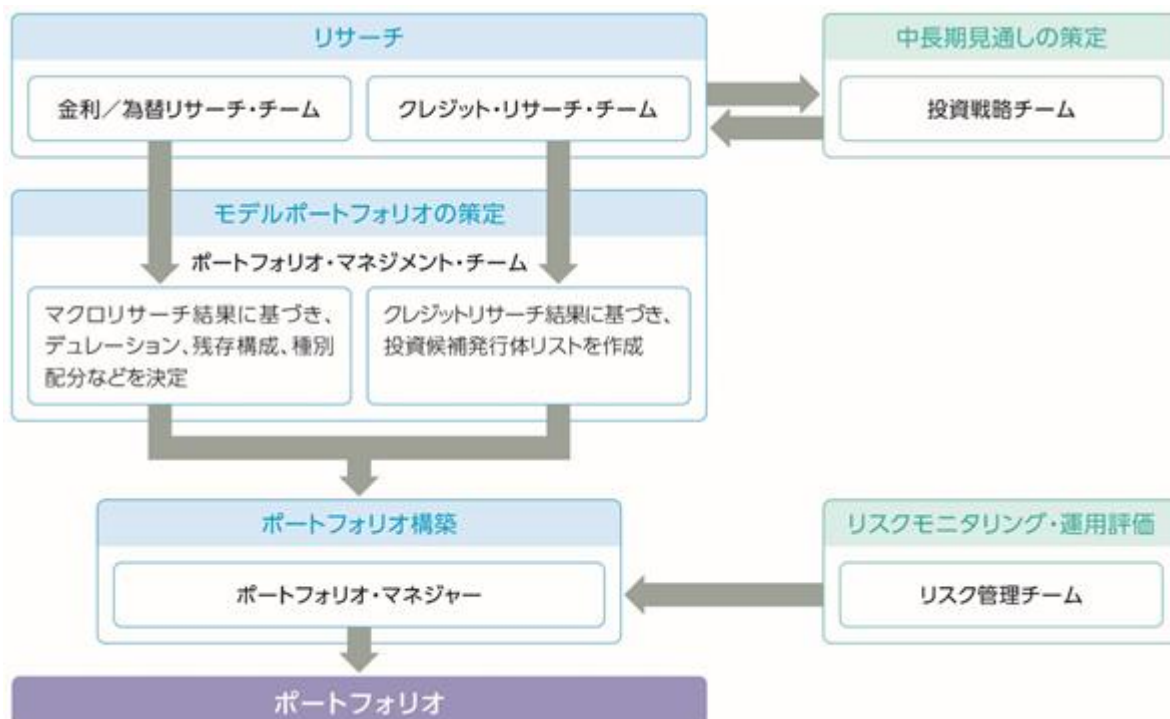 リサーチ
金利／為替リサーチ・チーム
クレジット・リサーチ・チーム
中長期見通しの策定
投資戦略チーム
モデルポートフォリオの策定
ポートフォリオ・マネジメント・チーム
マクロリサーチ結果に基づき、
デュレーション、残存構成、種別
配分などを決定
クレジットリサーチ結果に基づき、
投資候補発行体リストを作成
ポートフォリオ構築
ポートフォリオ・マネジャー
リスクモニタリング・運用評価
リスク管理チーム
ポートフォリオ